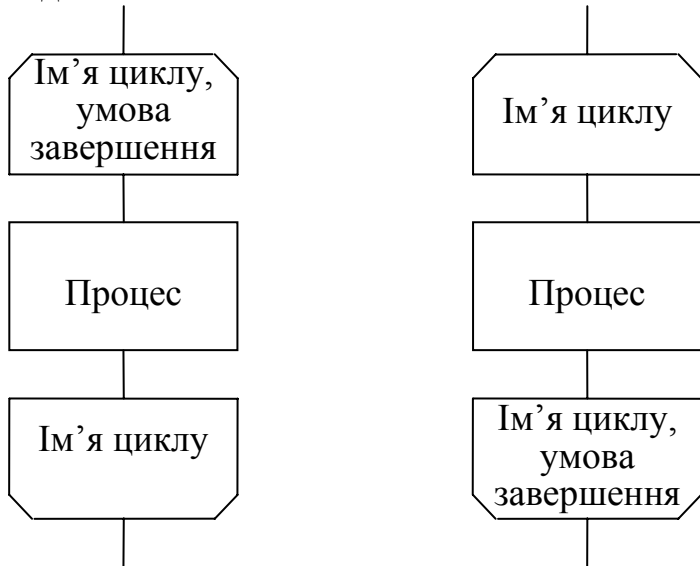 Ім’я циклу,
умова
завершення
Процес
Ім’я циклу
Ім’я циклу
Процес
Ім’я циклу,
умова
завершення